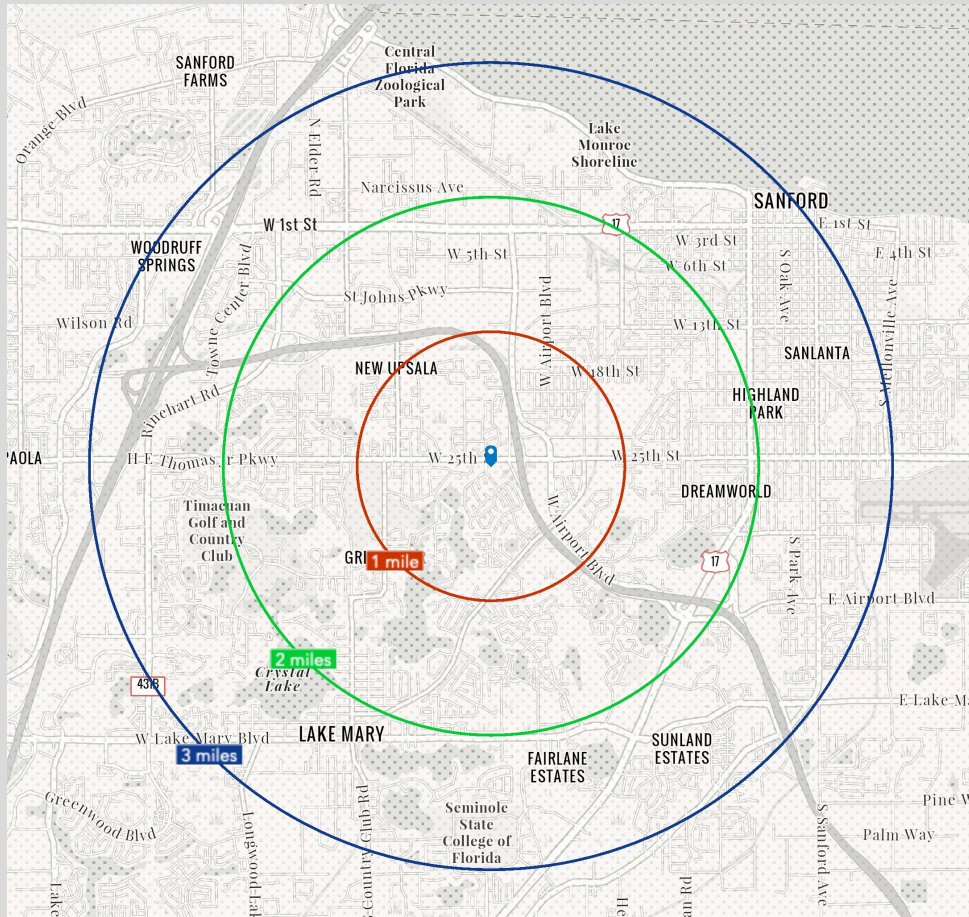 Central
Florida
Zoological
Park
SANFORD
FARMS
Orange Blvd
N Elder Rd
Lake
Monroe
Shoreline
Narcissus Ave
SANFORD
W 1st St
17
E 1st St
WOODRUFF
SPRINGS
W 5th St
W 3rd St
E 4th St
W 6th St
S Oak Ave
Towne Center Blvd
St Johns Pkwy
W Airport Blvd
S Mellonville Ave
Wilson Rd
W 13th St
SANLANTA
NEW UPSALA
W 18th St
Rinehart Rd
HIGHLAND
PARK
PAOLA
H E Thomas Jr Pkwy
W 25th
W 25th St
DREAMWORLD
Timacuan
Golf and
Country
Club
W Airport Blvd
GRI
1 mile
17
S Park Ave
E Airport Blvd
2 miles
Crystal
Lake
431B
E Lake Ma
W Lake Mary Blvd
LAKE MARY
3 miles
FAIRLANE
ESTATES
SUNLAND
ESTATES
Greenwood Blvd
Seminole
State
College of
Florida
Pine W
Palm Way
Longwood-La
S Country Club Rd
S Sanford Ave
Lake
He
Rd